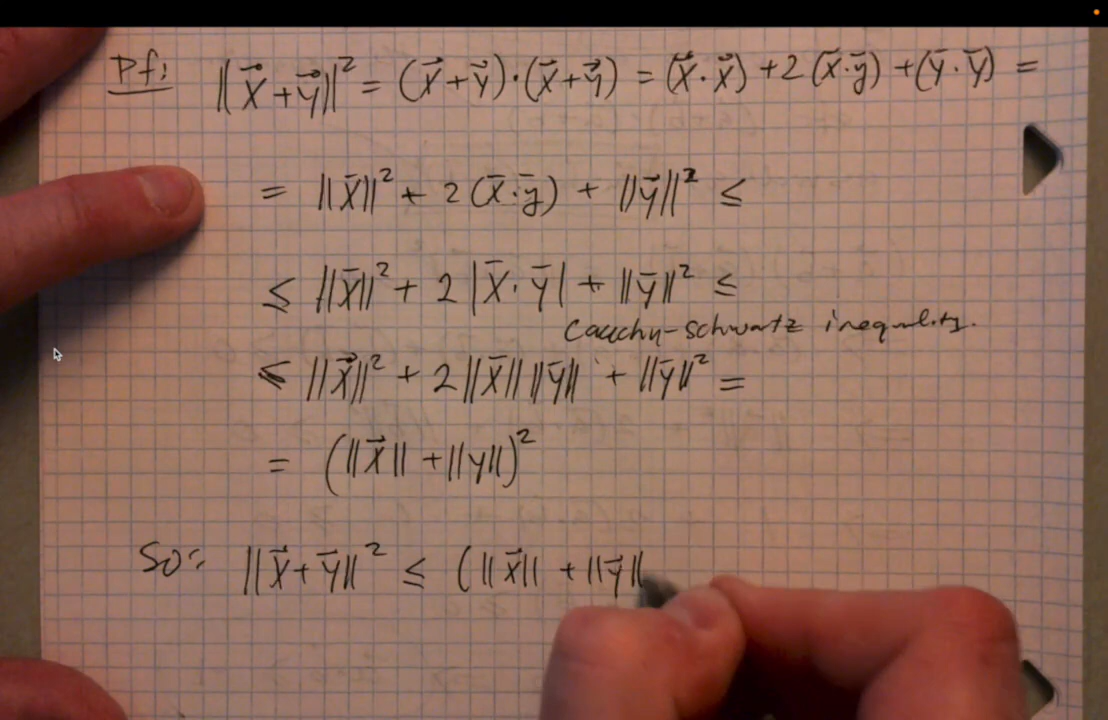 Pf: ||x⃗+y⃗||² = (x⃗+y⃗)·(x⃗+y⃗) = (x⃗·x⃗) + 2(x̄·ȳ) + (ȳ·ȳ) =
= ||x̄||² + 2(x̄·ȳ) + ||ȳ||² ≤
≤ ||x̄||² + 2|x̄·ȳ| + ||ȳ||² ≤
Cauchy-Schwartz inequality.
≤ ||x⃗||² + 2||x̄|| ||ȳ|| + ||ȳ||² =
= (||x⃗|| + ||y||)²
So: ||x⃗+ȳ||² ≤ (||x⃗|| + ||ȳ||